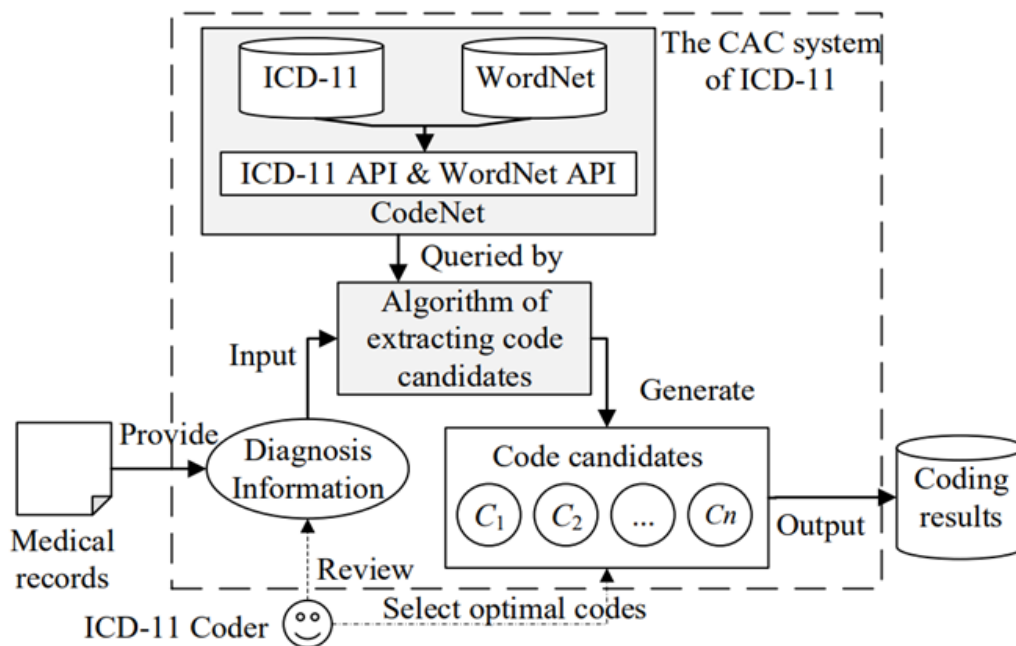 The CAC system
of ICD-11
ICD-11
WordNet
ICD-11 API & WordNet API
CodeNet
Queried by
Algorithm of
extracting code
candidates
Input
Generate
Provide
Diagnosis
Information
Code candidates
C₁
C₂
...
Cn
Output
Coding
results
Medical
records
Review
Select optimal codes
ICD-11 Coder